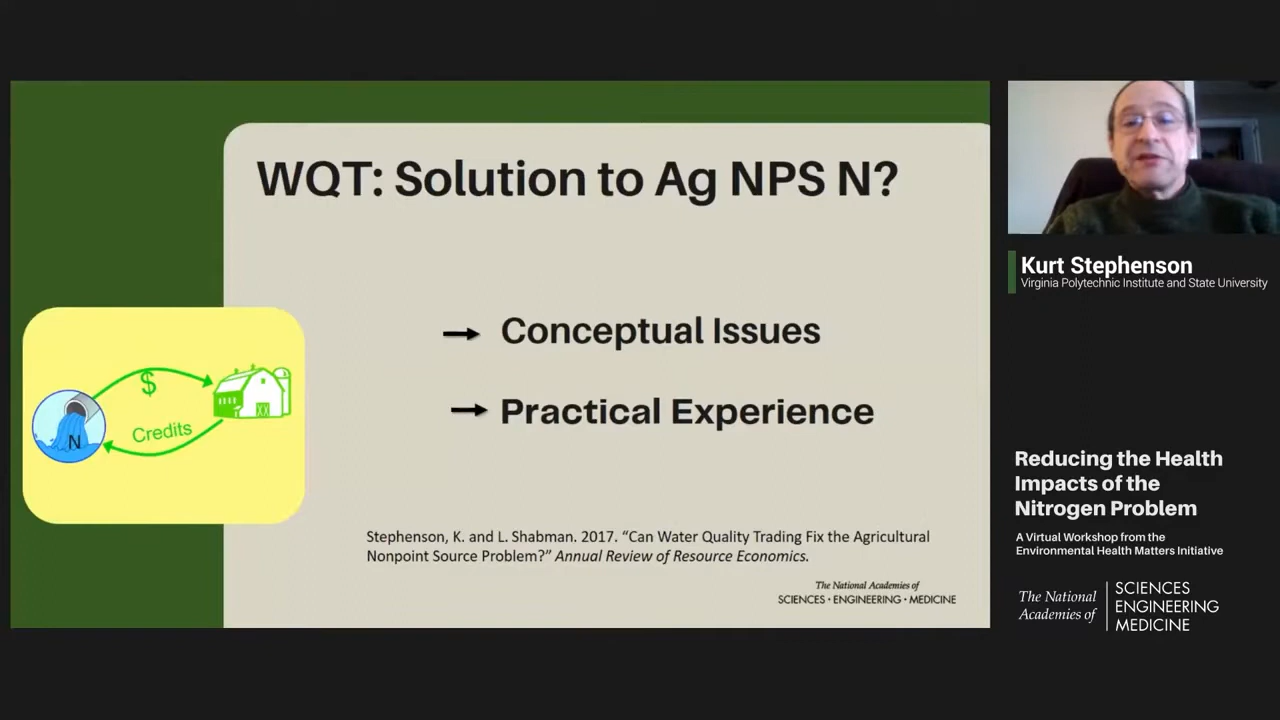 WQT: Solution to Ag NPS N?
Conceptual Issues
Practical Experience
$
Credits
N
Stephenson, K. and L. Shabman. 2017. “Can Water Quality Trading Fix the Agricultural
Nonpoint Source Problem?” Annual Review of Resource Economics.
The National Academies of
SCIENCES • ENGINEERING • MEDICINE
Kurt Stephenson
Virginia Polytechnic Institute and State University
Reducing the Health
Impacts of the
Nitrogen Problem
A Virtual Workshop from the
Environmental Health Matters Initiative
The National
Academies of
SCIENCES
ENGINEERING
MEDICINE